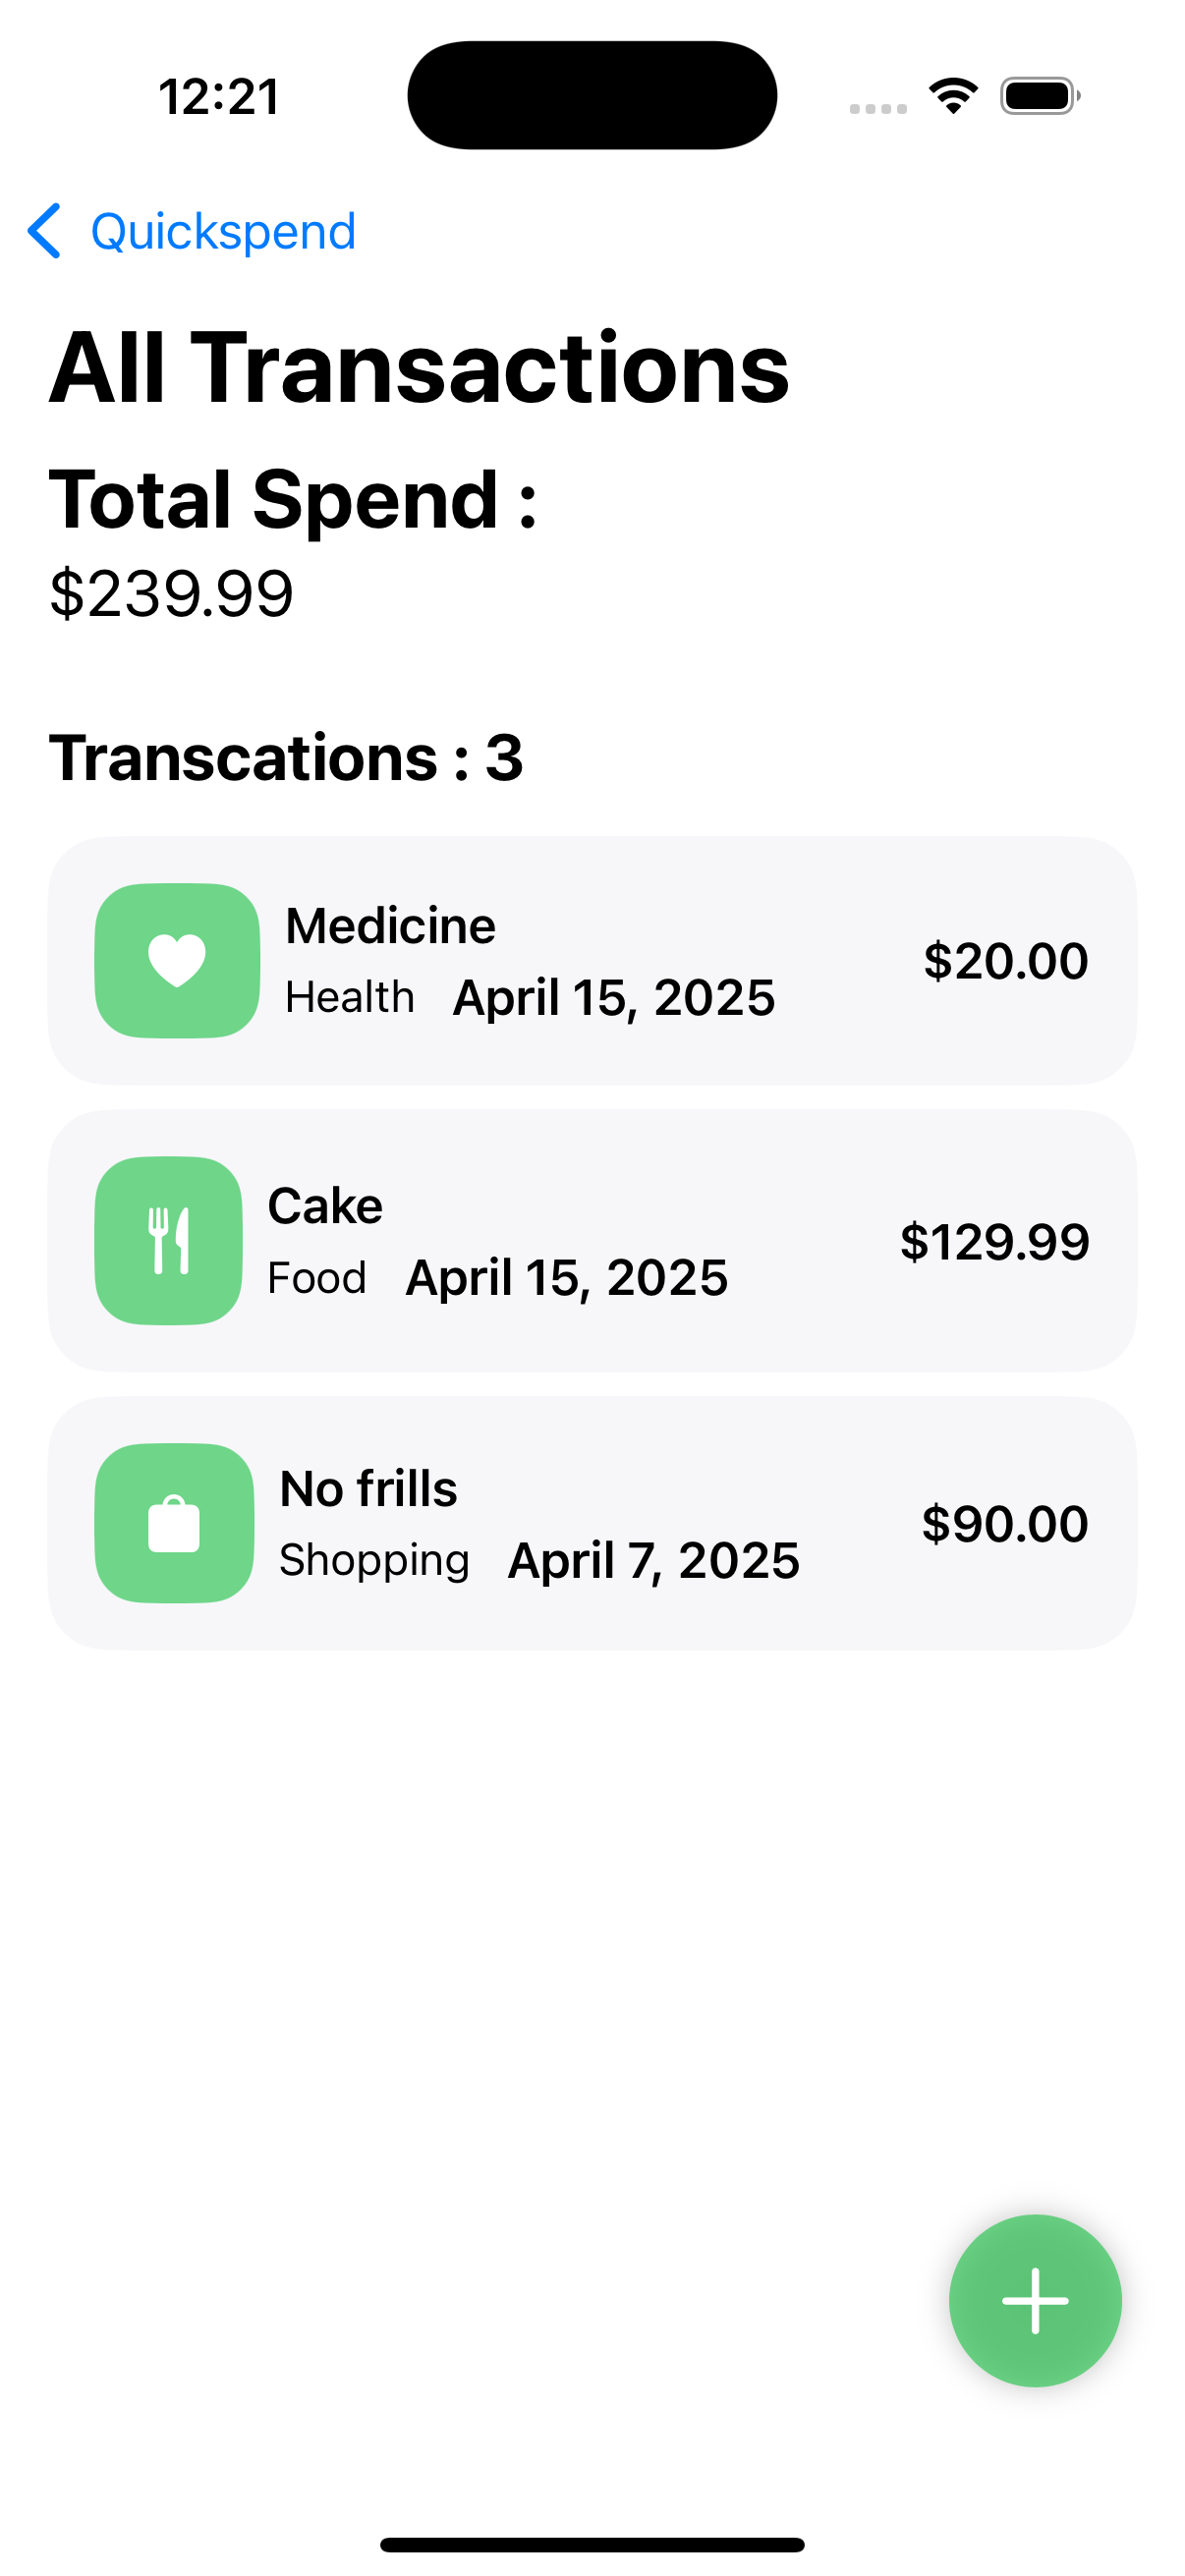 12:21
Quickspend
All Transactions
Total Spend :
$239.99
Transcations : 3
Medicine
Health April 15, 2025
$20.00
Cake
Food April 15, 2025
$129.99
No frills
Shopping April 7, 2025
$90.00